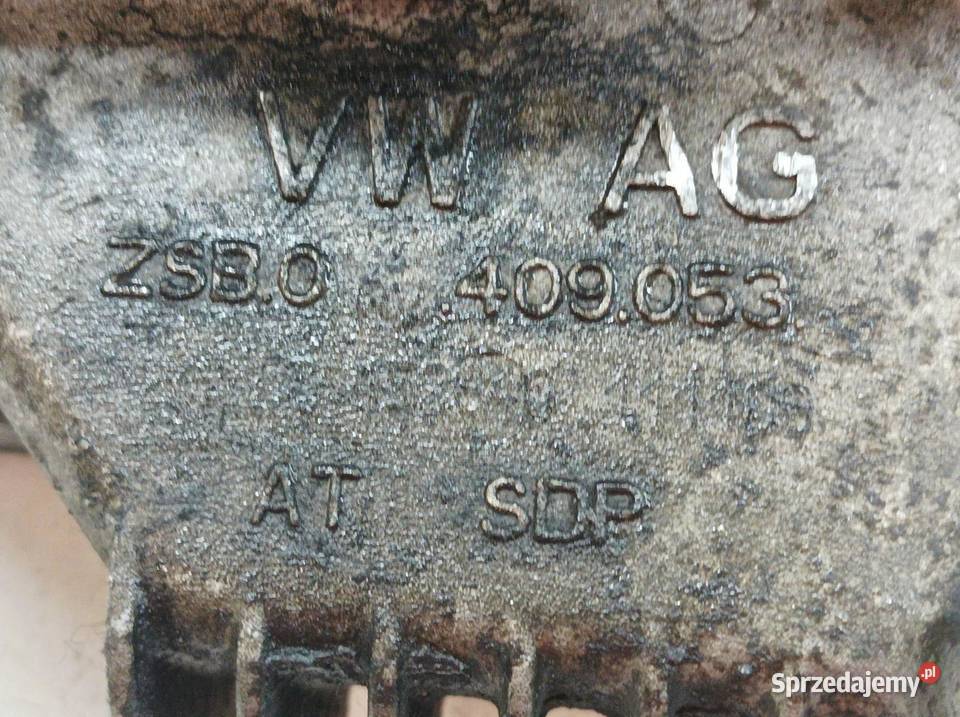 VW AG
ZSB.0 .409.053
AT SDP
Sprzedajemy.pl